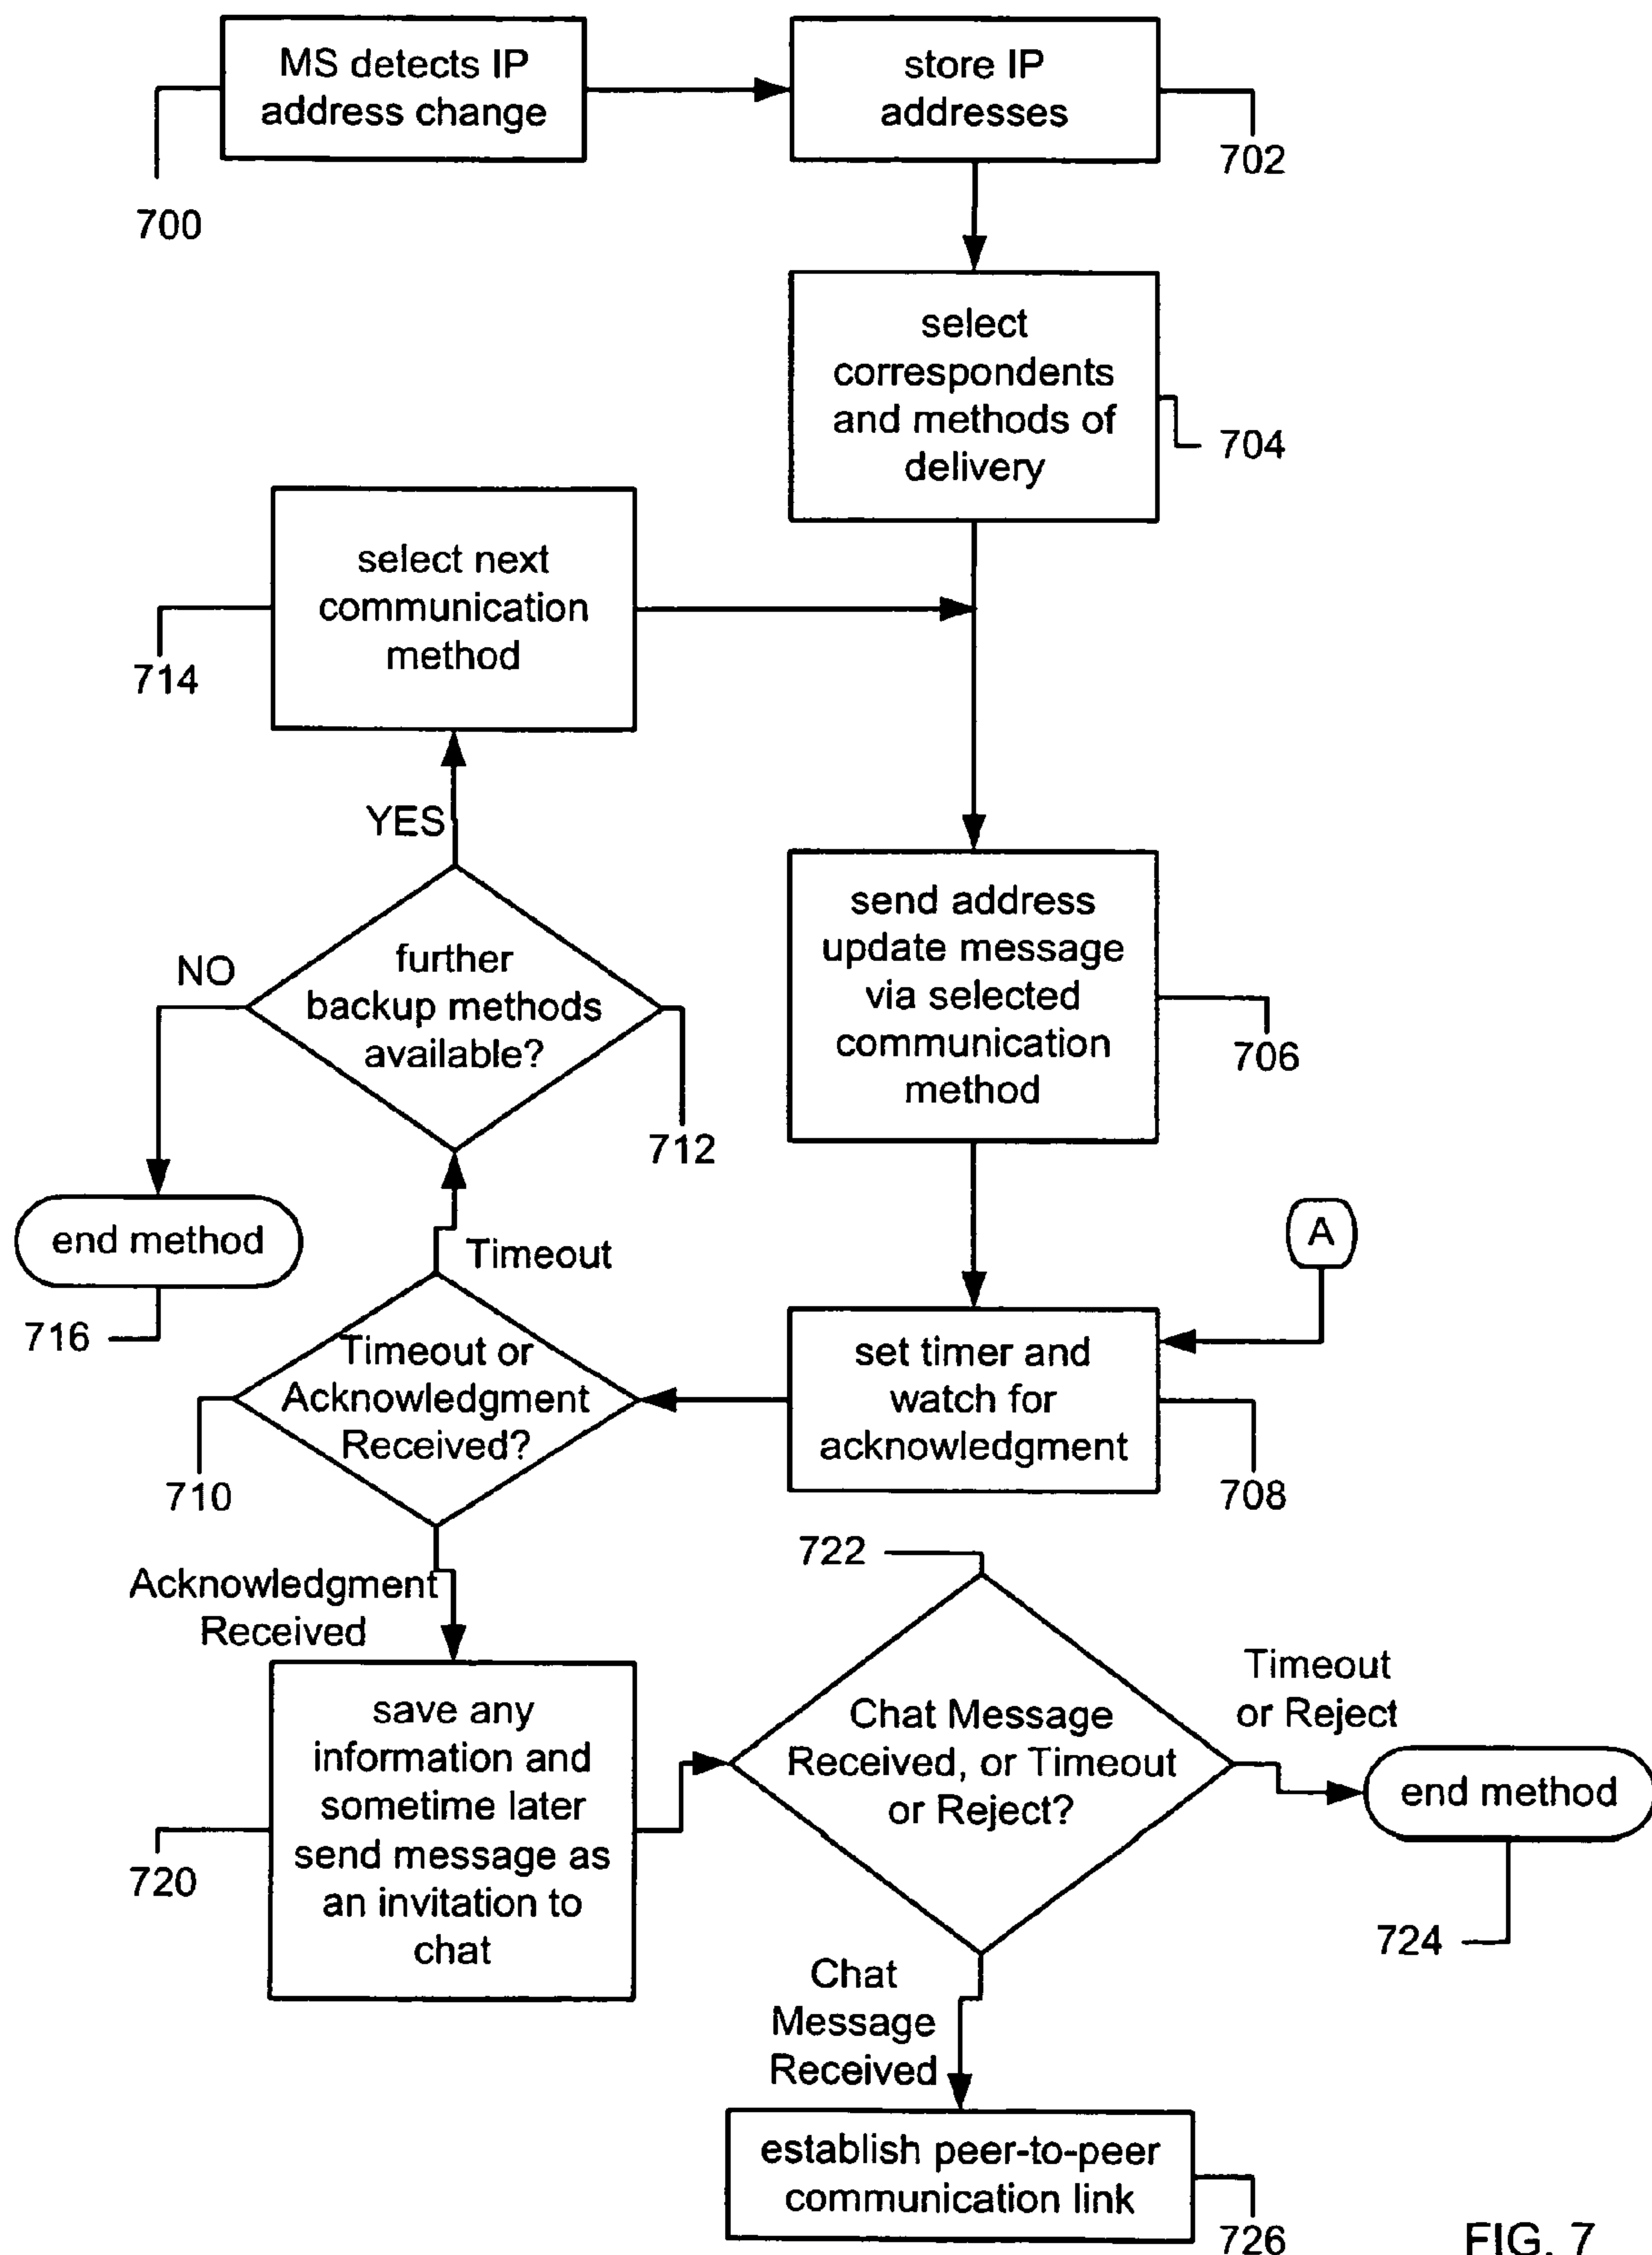 MS detects IP
address change
700
store IP
addresses
702
select
correspondents
and methods of
delivery
704
select next
communication
method
714
YES
further
backup methods
available?
NO
712
send address
update message
via selected
communication
method
706
end method
716
Timeout
A
Timeout or
Acknowledgment
Received?
710
set timer and
watch for
acknowledgment
708
Acknowledgment
Received
722
save any
information and
sometime later
send message as
an invitation to
chat
720
Chat Message
Received, or Timeout
or Reject?
Timeout
or Reject
end method
724
Chat
Message
Received
establish peer-to-peer
communication link
726
FIG. 7